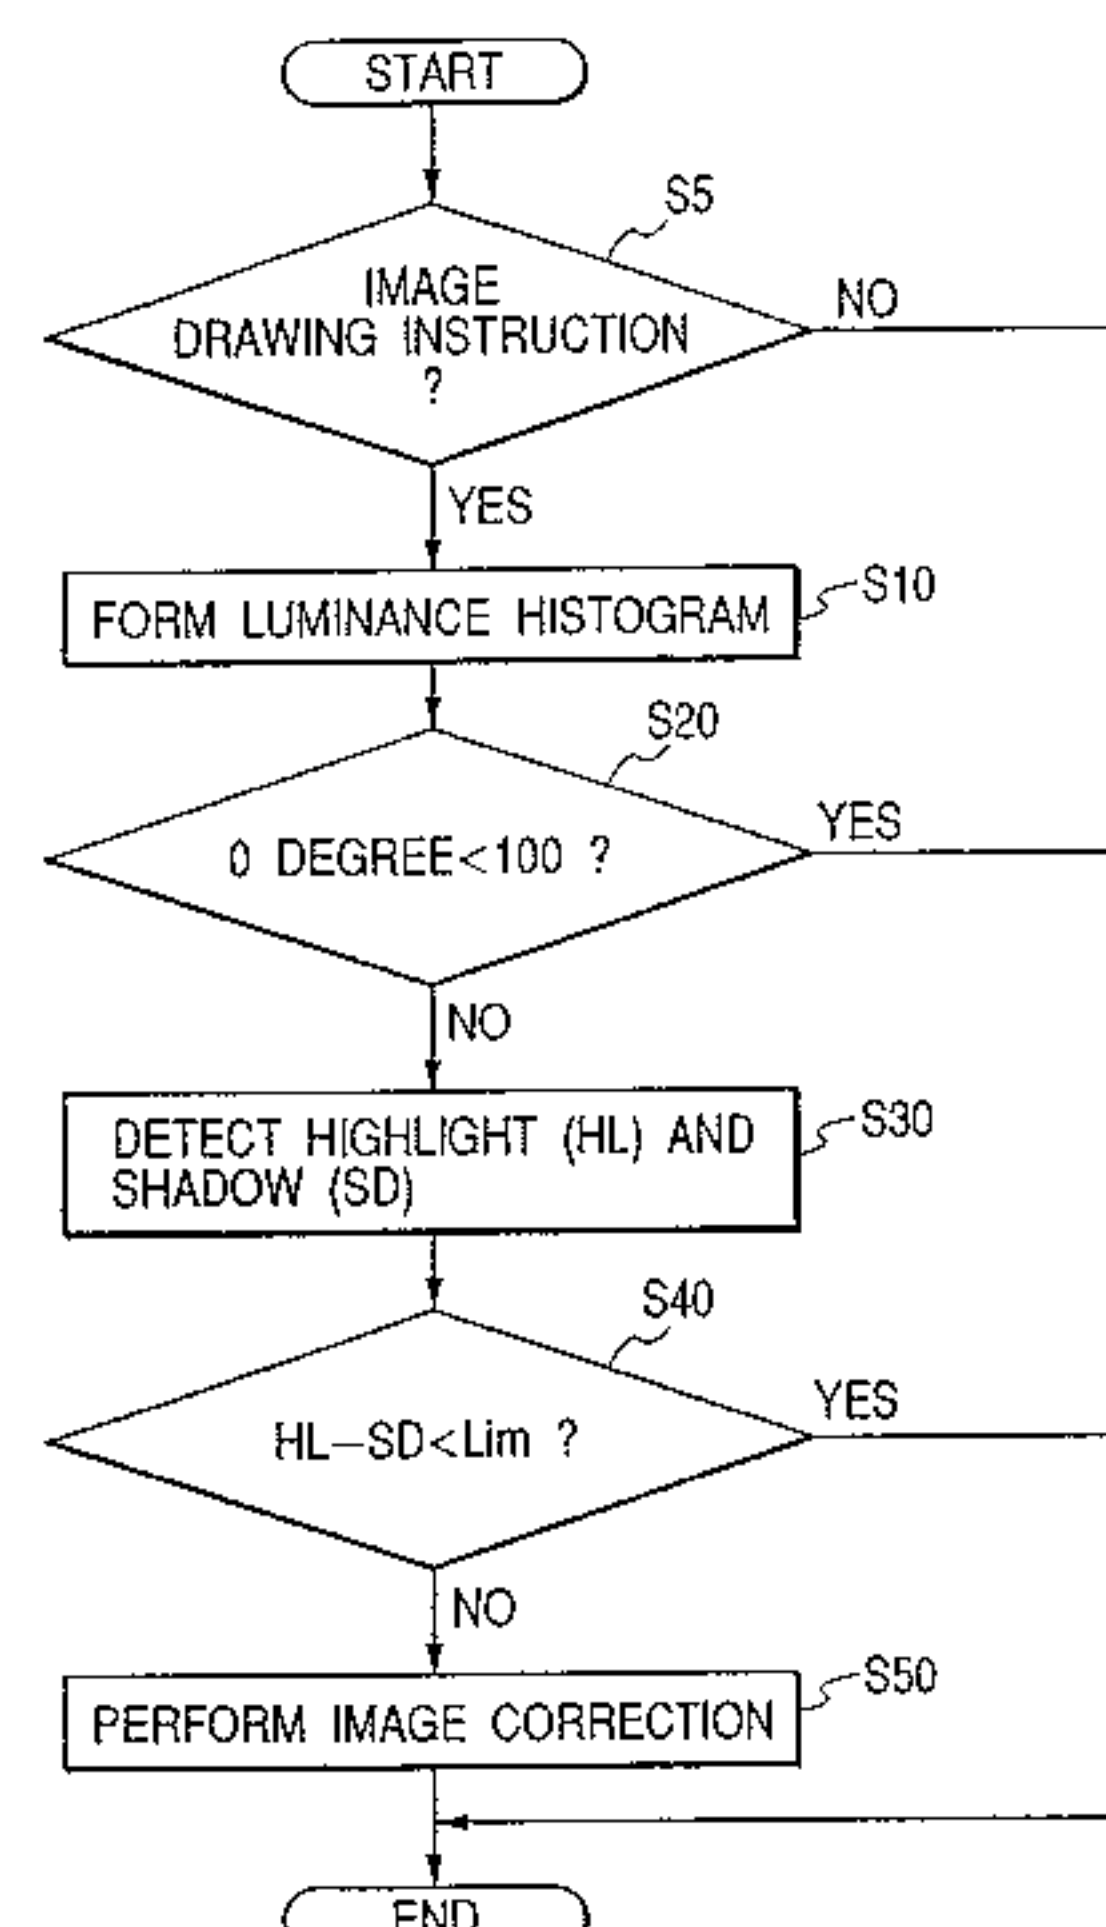 START
S5
IMAGE
DRAWING INSTRUCTION
?
NO
YES
FORM LUMINANCE HISTOGRAM
S10
S20
0 DEGREE<100 ?
YES
NO
DETECT HIGHLIGHT (HL) AND
SHADOW (SD)
S30
S40
HL–SD<Lim ?
YES
NO
PERFORM IMAGE CORRECTION
S50
END